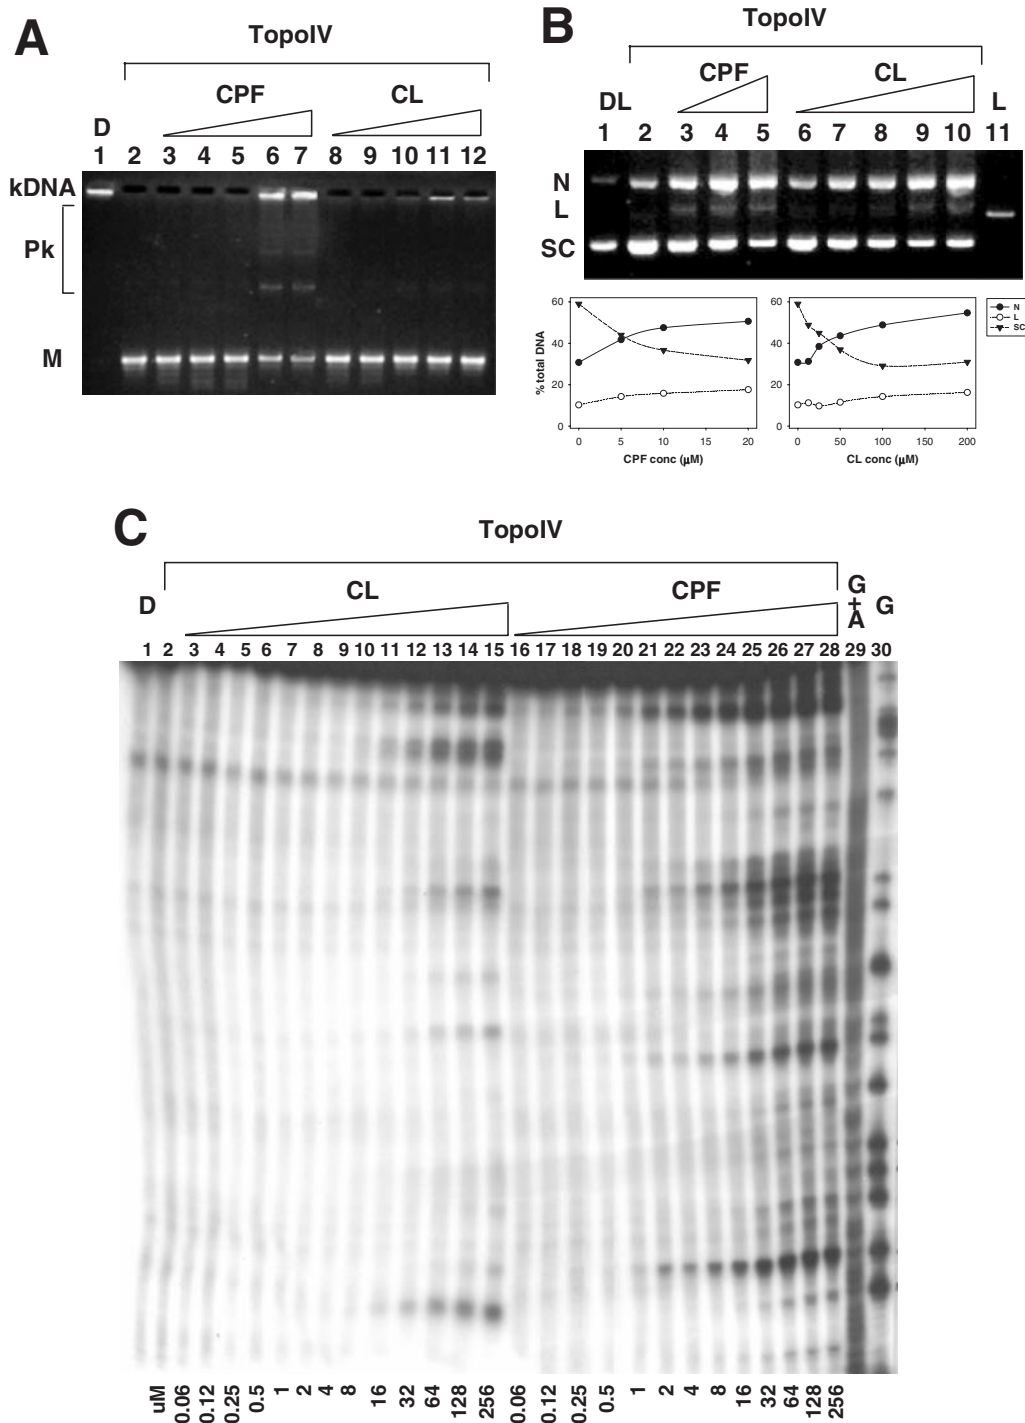 A
TopoIV
CPF
CL
D
1 2 3 4 5 6 7 8 9 10 11 12
kDNA
Pk
M
B
TopoIV
CPF
CL
DL
L
1 2 3 4 5 6 7 8 9 10 11
N
L
SC
60
40
20
0
% total DNA
0 5 10 15 20
CPF conc (μM)
60
40
20
0
0 50 100 150 200
CL conc (μM)
N
L
SC
C
TopoIV
D
CL
CPF
G+A
G
1 2 3 4 5 6 7 8 9 10 11 12 13 14 15 16 17 18 19 20 21 22 23 24 25 26 27 28 29 30
uM 0.06 0.12 0.25 0.5 1 2 4 8 16 32 64 128 256 0.06 0.12 0.25 0.5 1 2 4 8 16 32 64 128 256